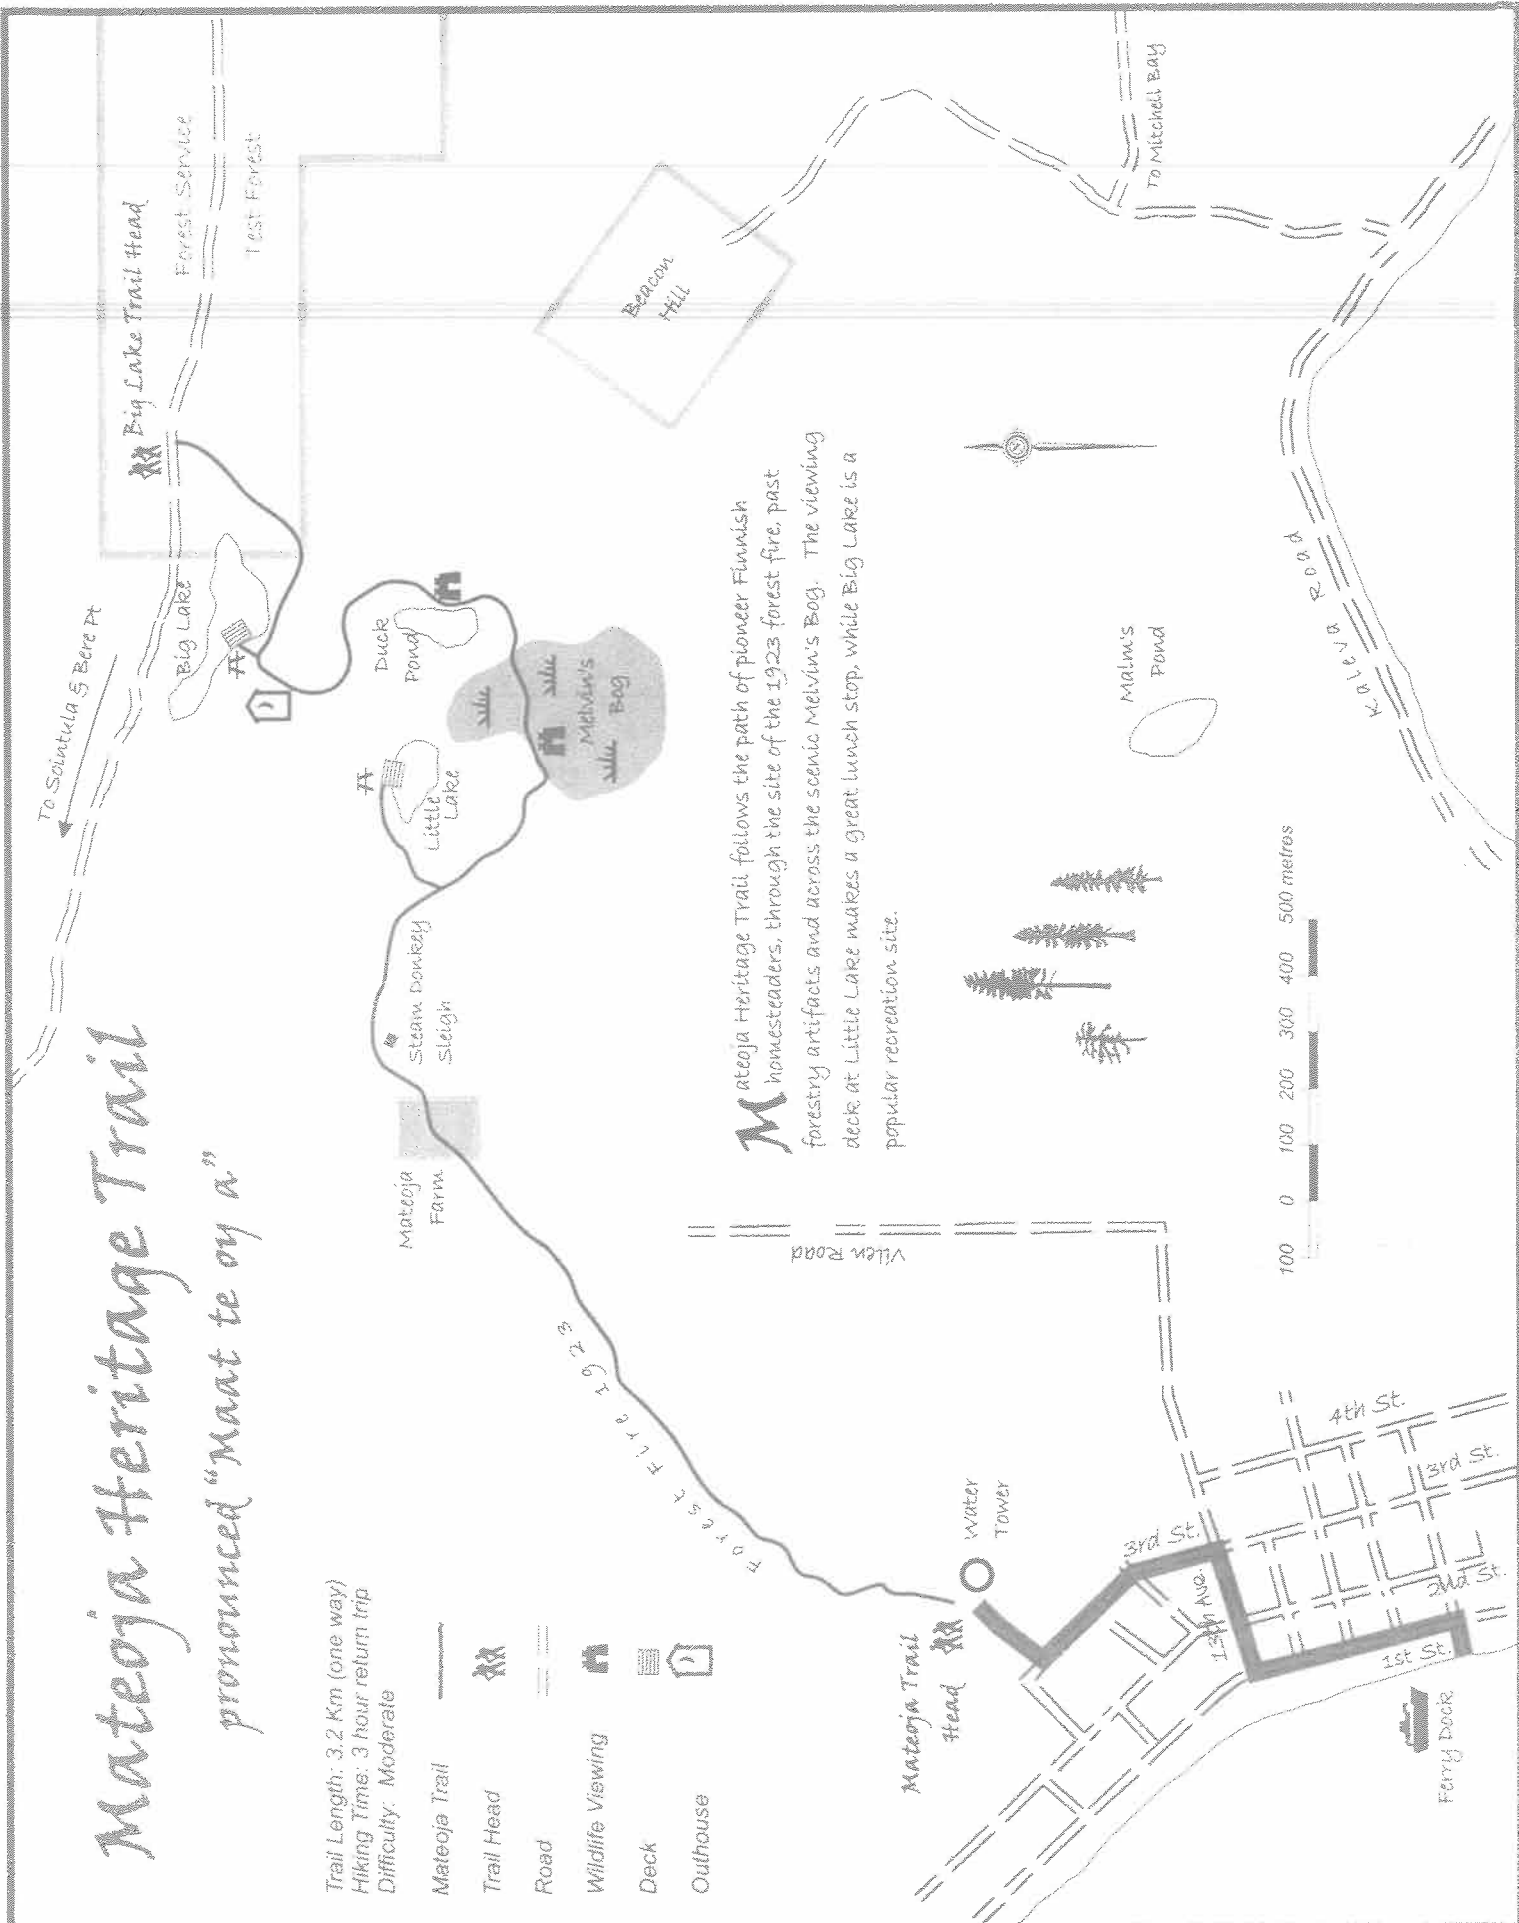 Mateoja Heritage Trail
pronounced "Maat te oy a"
Trail Length: 3.2 Km (one way)
Hiking Time: 3 hour return trip
Difficulty: Moderate
Mateoja Trail
Trail Head
Road
Wildlife Viewing
Deck
Outhouse
To Sointula & Bere Pt
Big Lake Trail Head
Forest Service
Test Forest
Big Lake
Duck
Pond
Melvin's
Bog
Little
Lake
Steam Donkey
Sleigh
Mateoja
Farm
Forest Fire 1923
Beacon
Hill
To Mitchell Bay
Mateoja Heritage Trail follows the path of pioneer Finnish
homesteaders, through the site of the 1923 forest fire, past
forestry artifacts and across the scenic Melvin's Bog. The viewing
deck at Little Lake makes a great lunch stop, while Big Lake is a
popular recreation site.
Vilen Road
Malm's
Pond
Kaleva Road
100 0 100 200 300 400 500 metres
Water
Tower
Mateoja Trail
Head
3rd St.
13th Ave.
4th St.
3rd St.
2nd St.
1st St.
Ferry Dock